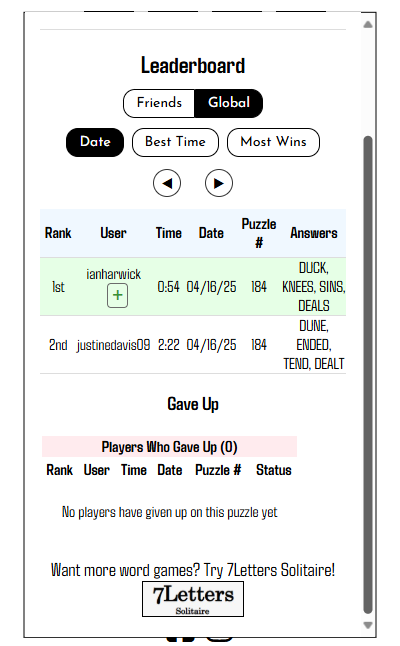 Leaderboard
Friends Global
Date Best Time Most Wins
Rank User Time Date Puzzle # Answers
1st ianharwick + 0:54 04/16/25 184 DUCK, KNEES, SINS, DEALS
2nd justinedavis09 2:22 04/16/25 184 DUNE, ENDED, TEND, DEALT
Gave Up
Players Who Gave Up (0)
Rank User Time Date Puzzle # Status
No players have given up on this puzzle yet
Want more word games? Try 7Letters Solitaire!
7Letters
Solitaire